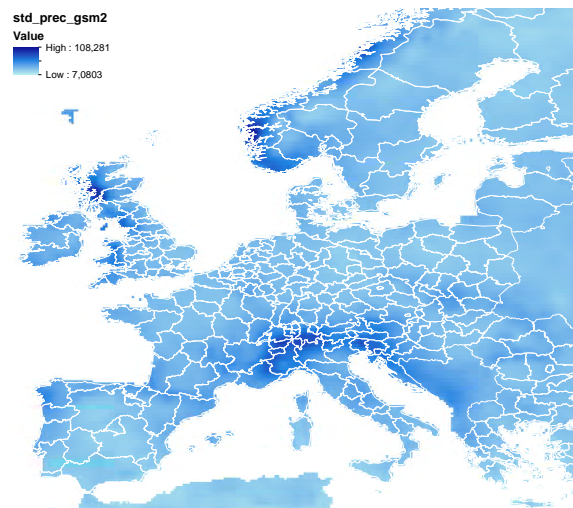 std_prec_gsm2
Value
High : 108,281
Low : 7,0803